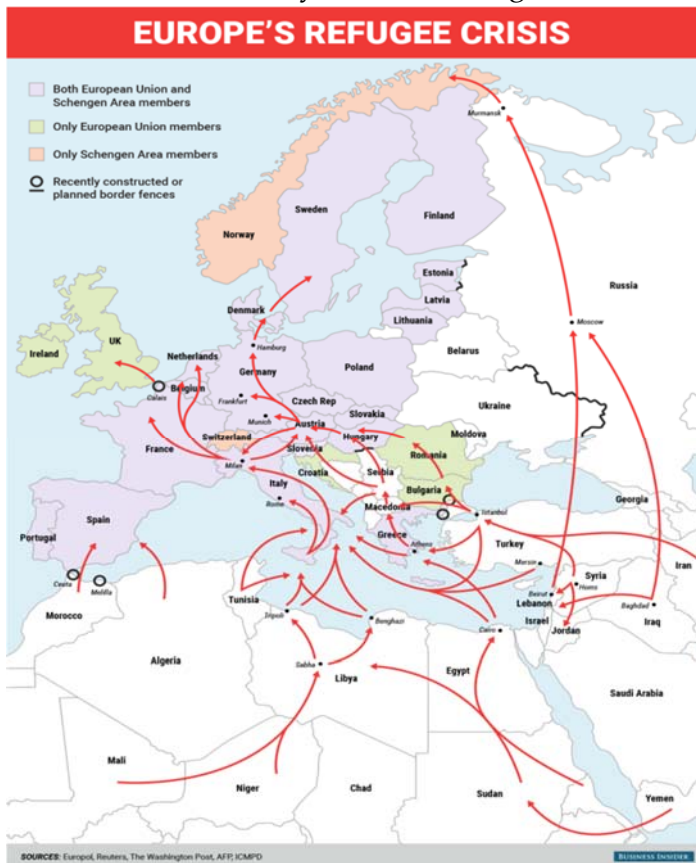 EUROPE'S REFUGEE CRISIS
Both European Union and
Schengen Area members
Only European Union members
Only Schengen Area members
Recently constructed or
planned border fences
Murmansk
Sweden
Finland
Norway
Estonia
Russia
Latvia
Denmark
Lithuania
Moscow
Ireland
UK
Netherlands
Hamburg
Germany
Poland
Belarus
Calais
Belgium
Frankfurt
Czech Rep
Ukraine
Munich
Slovakia
France
Switzerland
Austria
Hungary
Moldova
Milan
Slovenia
Romania
Croatia
Serbia
Italy
Rome
Bulgaria
Georgia
Portugal
Spain
Macedonia
Istanbul
Greece
Athens
Turkey
Iran
Ceuta
Melilla
Mersin
Syria
Homs
Morocco
Tunisia
Beirut
Lebanon
Tripoli
Benghazi
Israel
Baghdad
Iraq
Jordan
Cairo
Algeria
Sabha
Libya
Egypt
Saudi Arabia
Mali
Niger
Chad
Sudan
Yemen
SOURCES: Europol, Reuters, The Washington Post, AFP, ICMPD
BUSINESS INSIDER